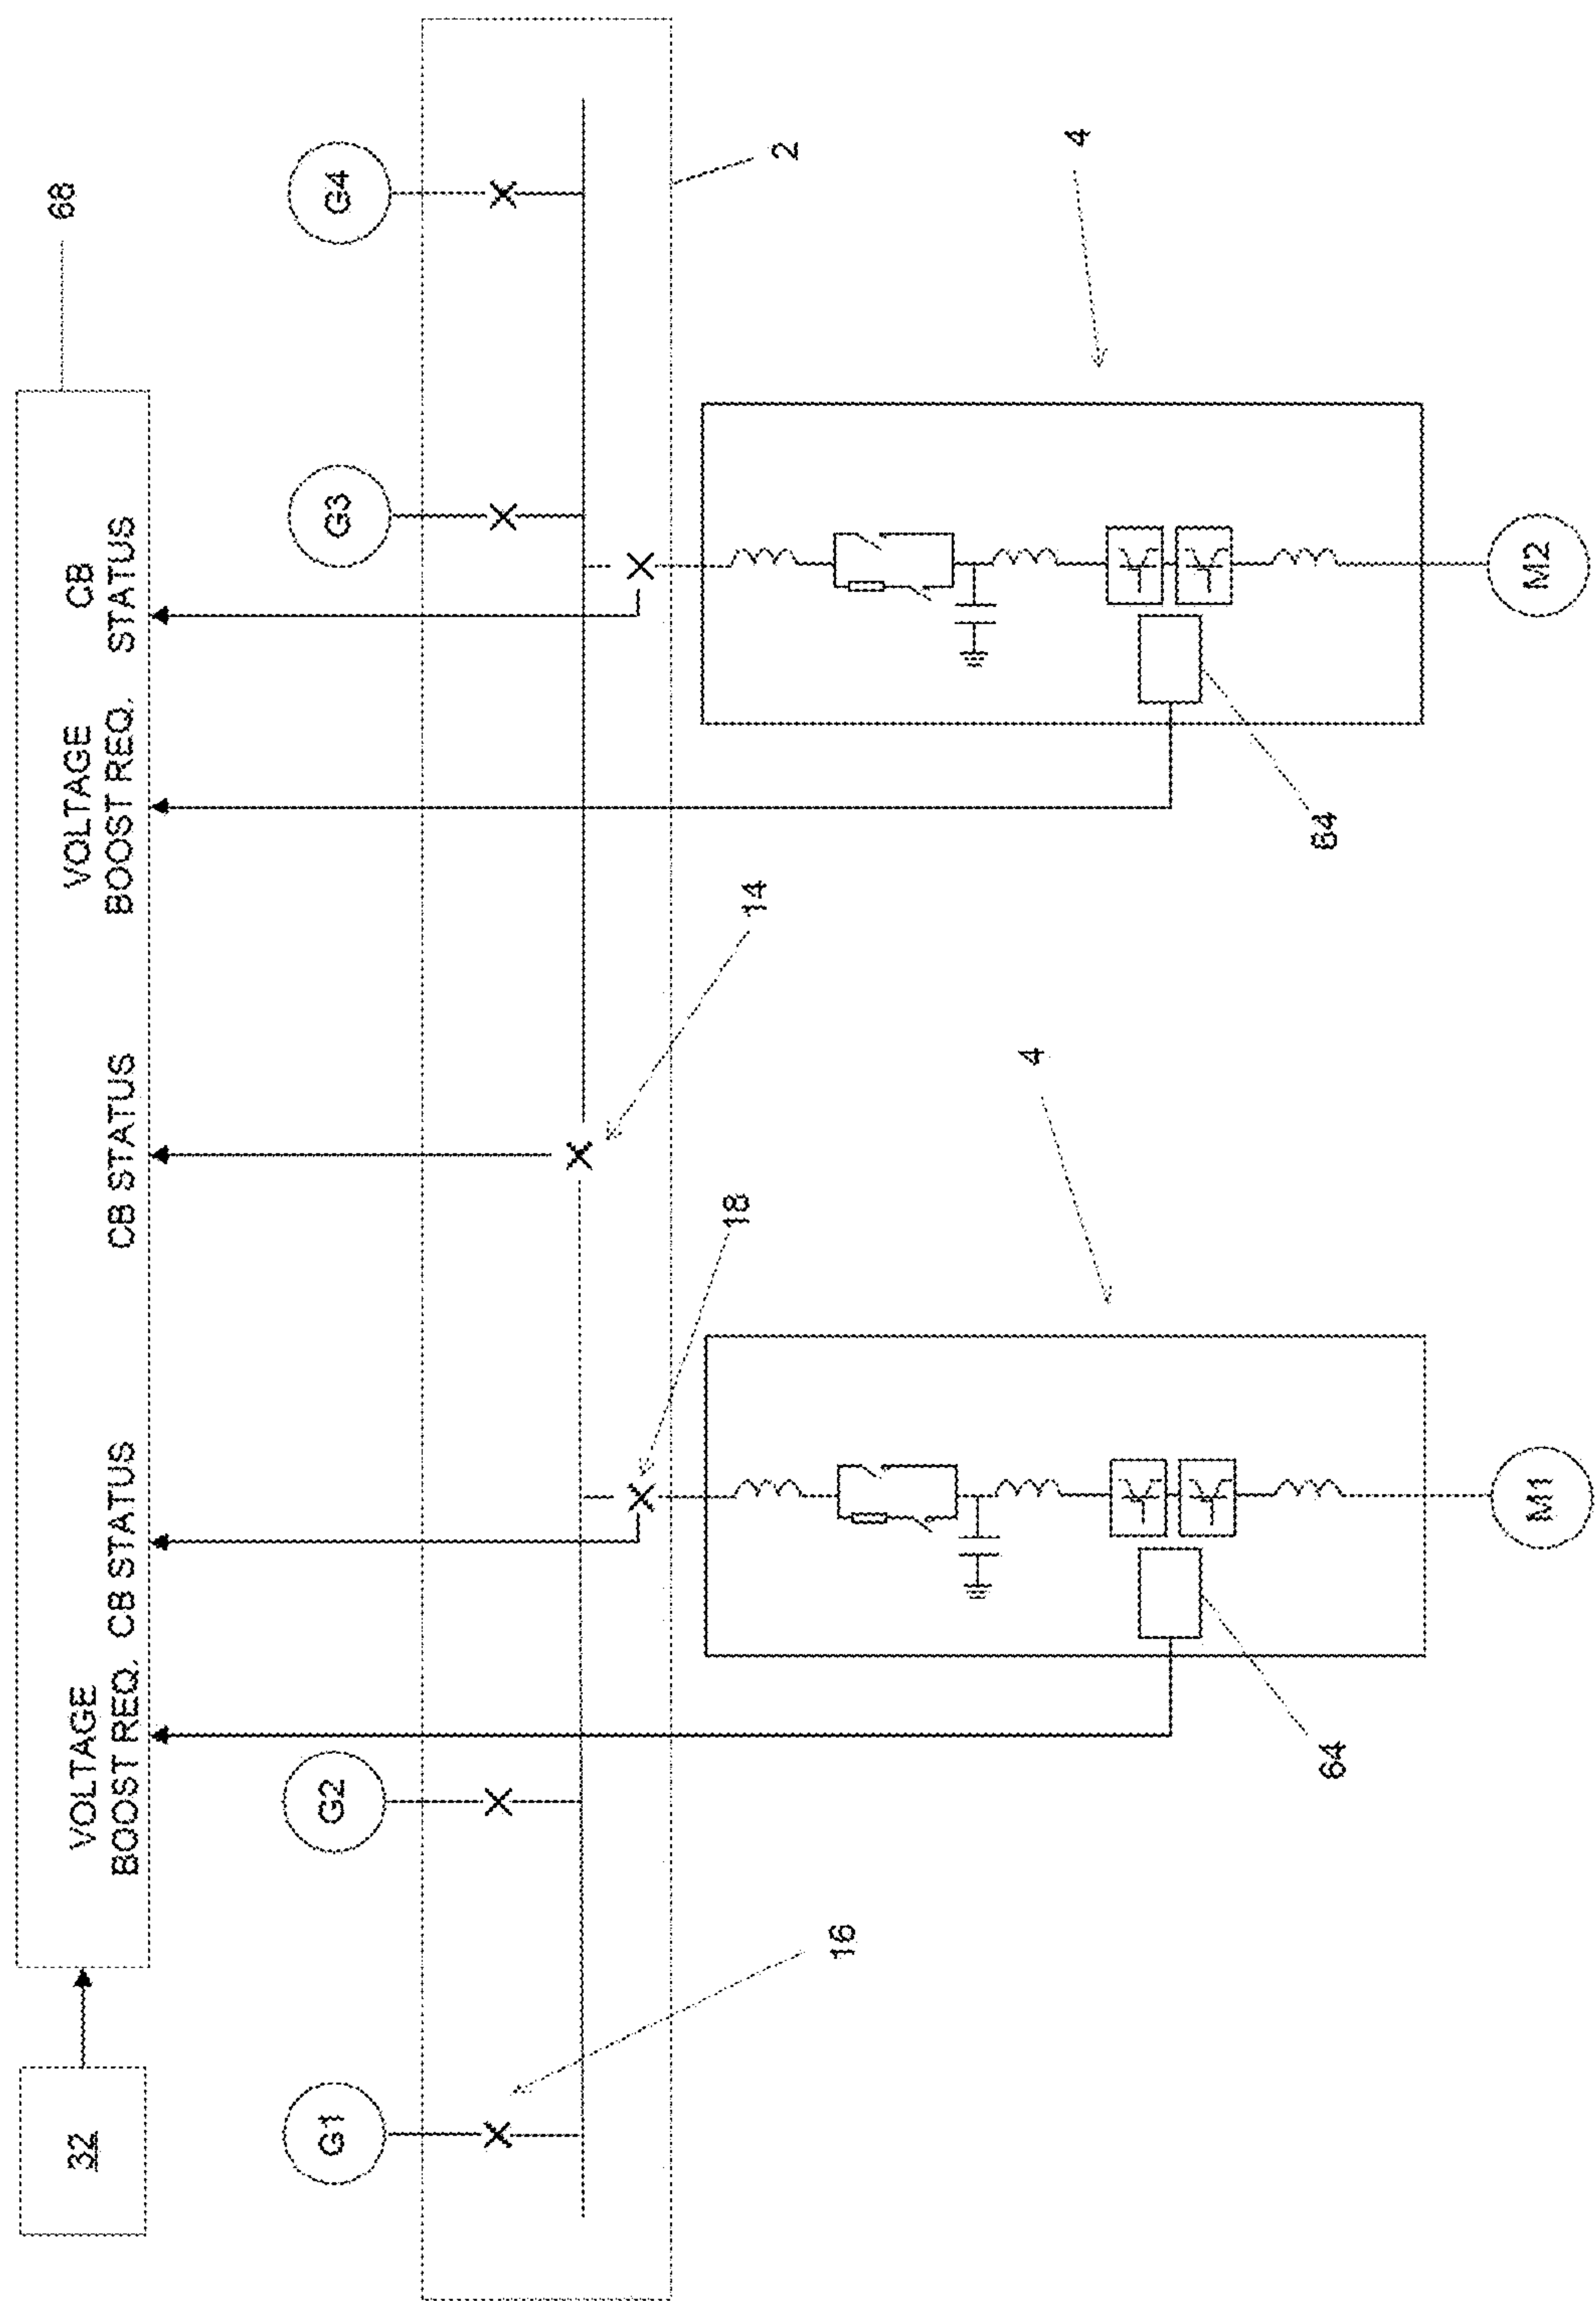 32
68
VOLTAGE
BOOST REQ.
CB STATUS
CB STATUS
VOLTAGE
BOOST REQ.
CB
STATUS
G1
G2
G3
G4
16
18
14
2
4
4
64
64
M1
M2